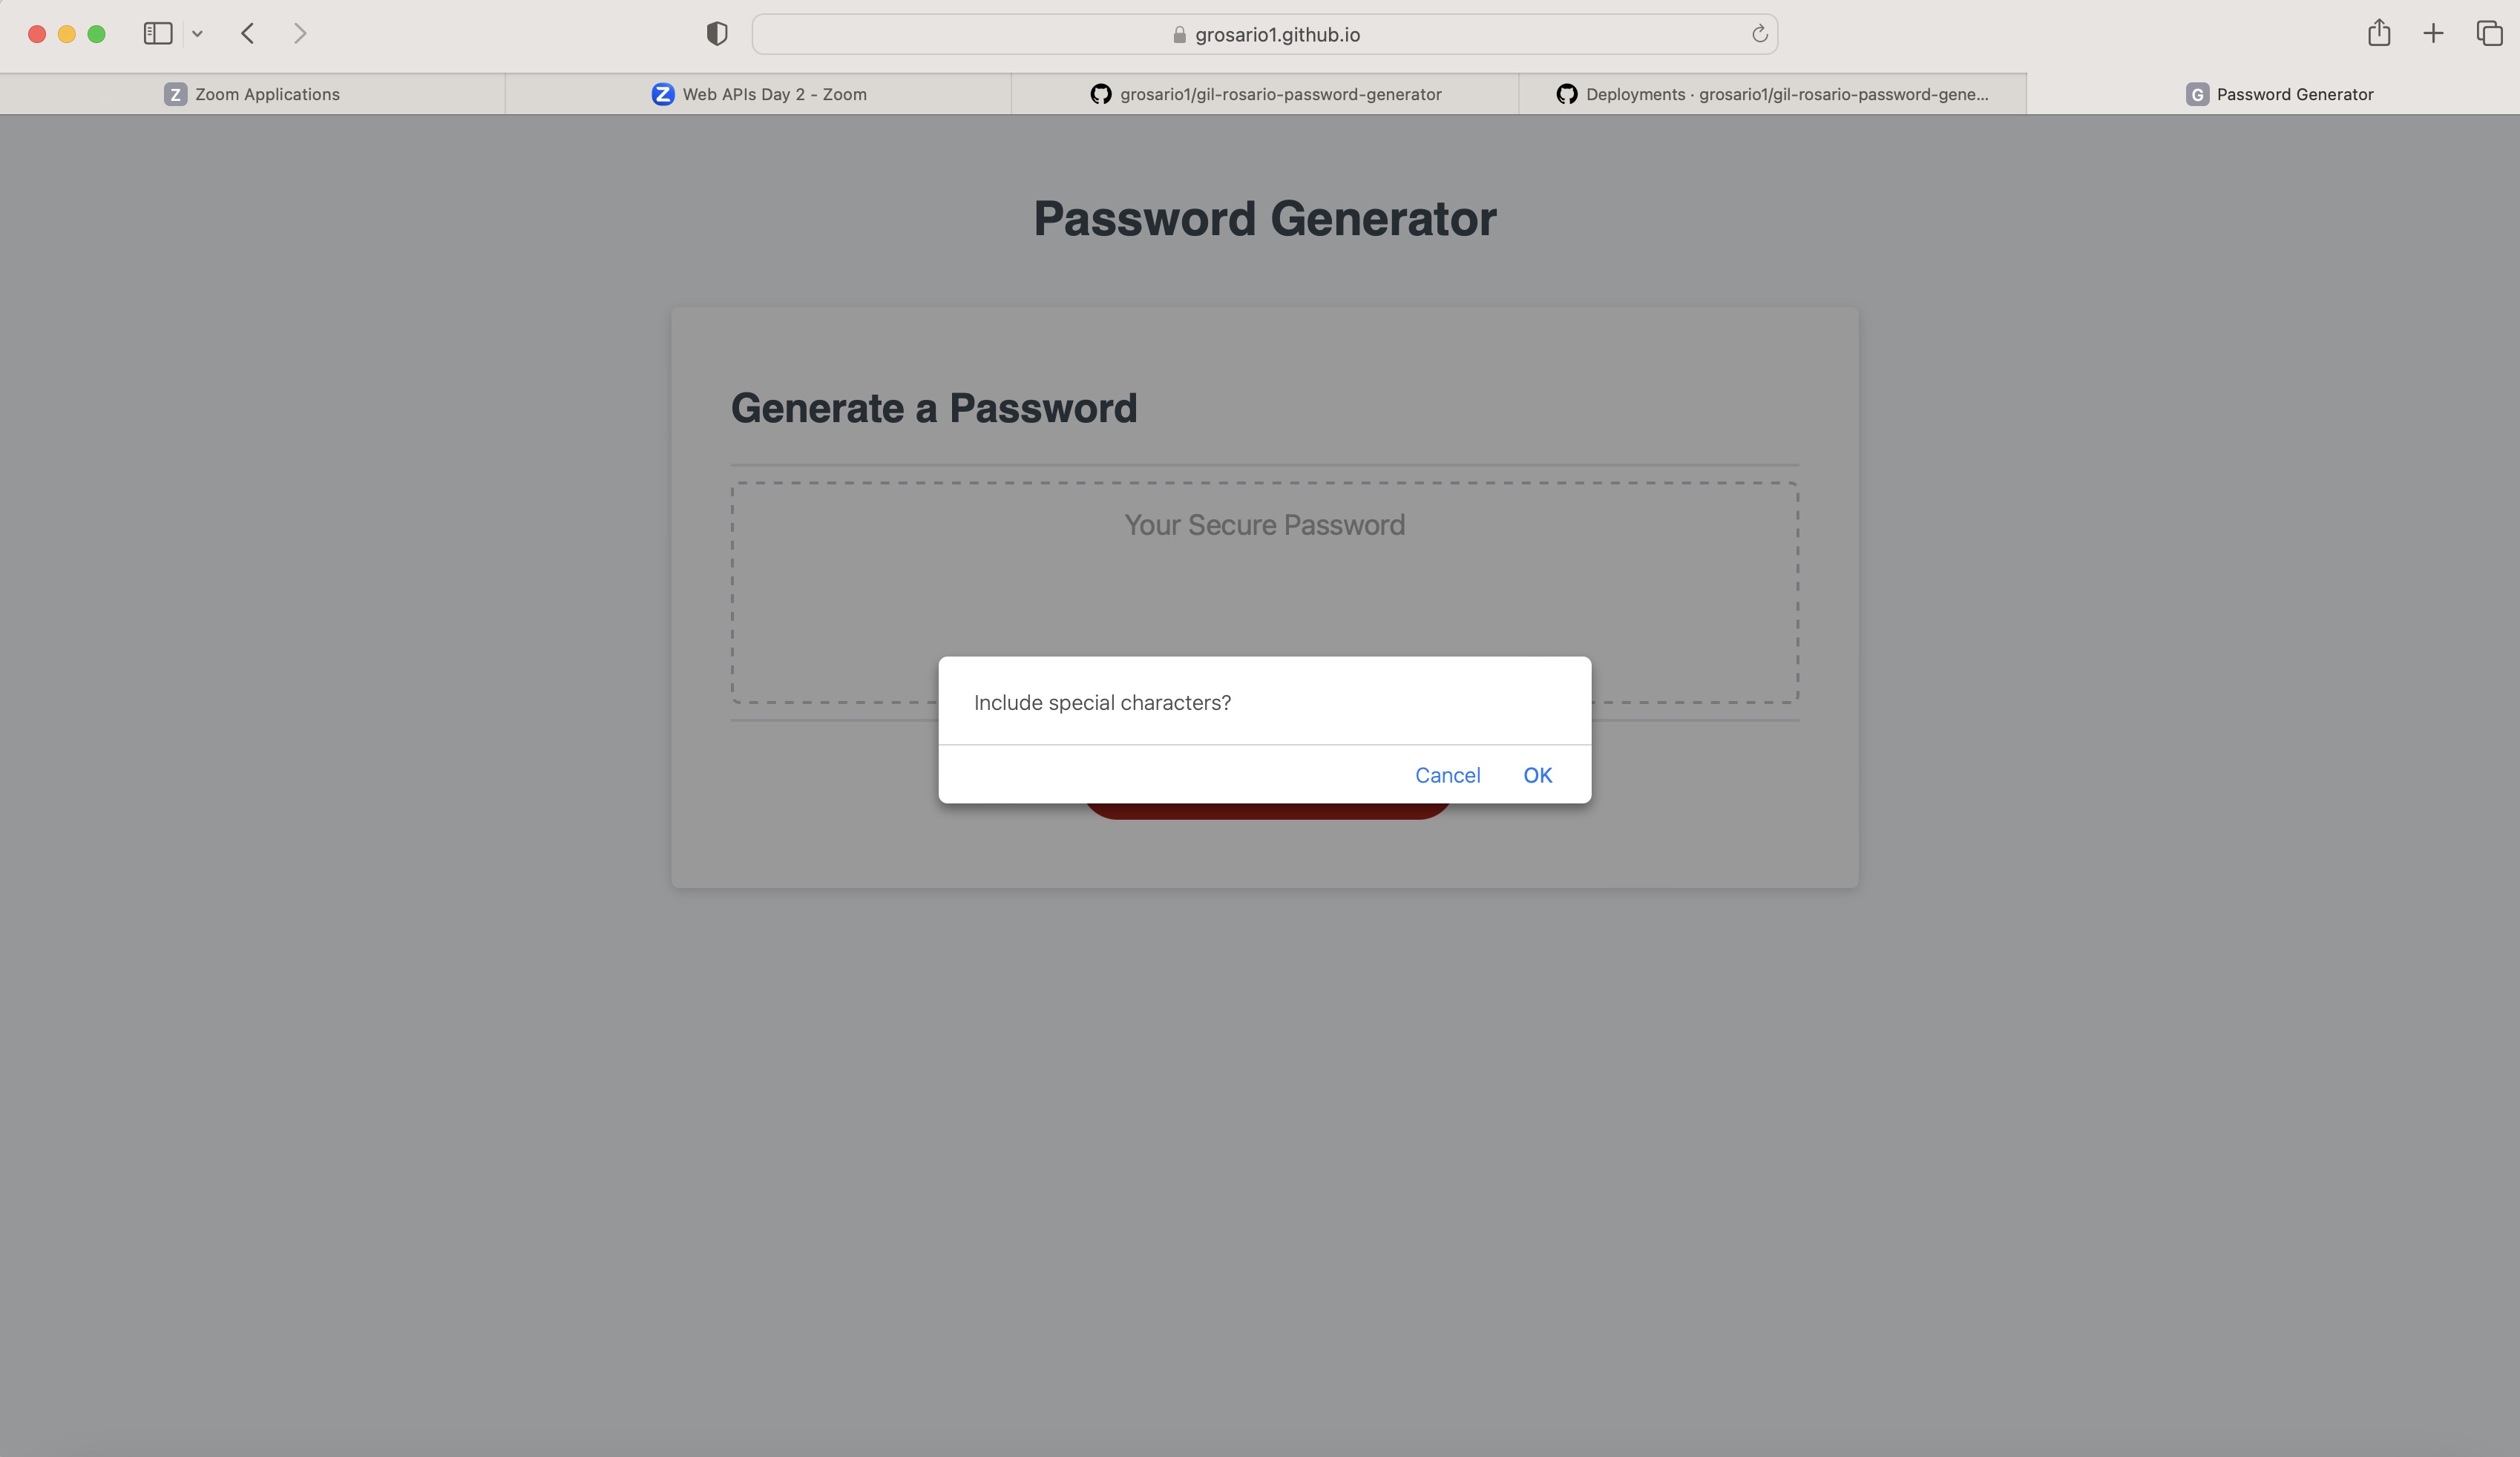 grosario1.github.io
Z Zoom Applications
Z Web APIs Day 2 - Zoom
grosario1/gil-rosario-password-generator
Deployments · grosario1/gil-rosario-password-gene...
G Password Generator
Password Generator
Generate a Password
Your Secure Password
Include special characters?
Cancel
OK